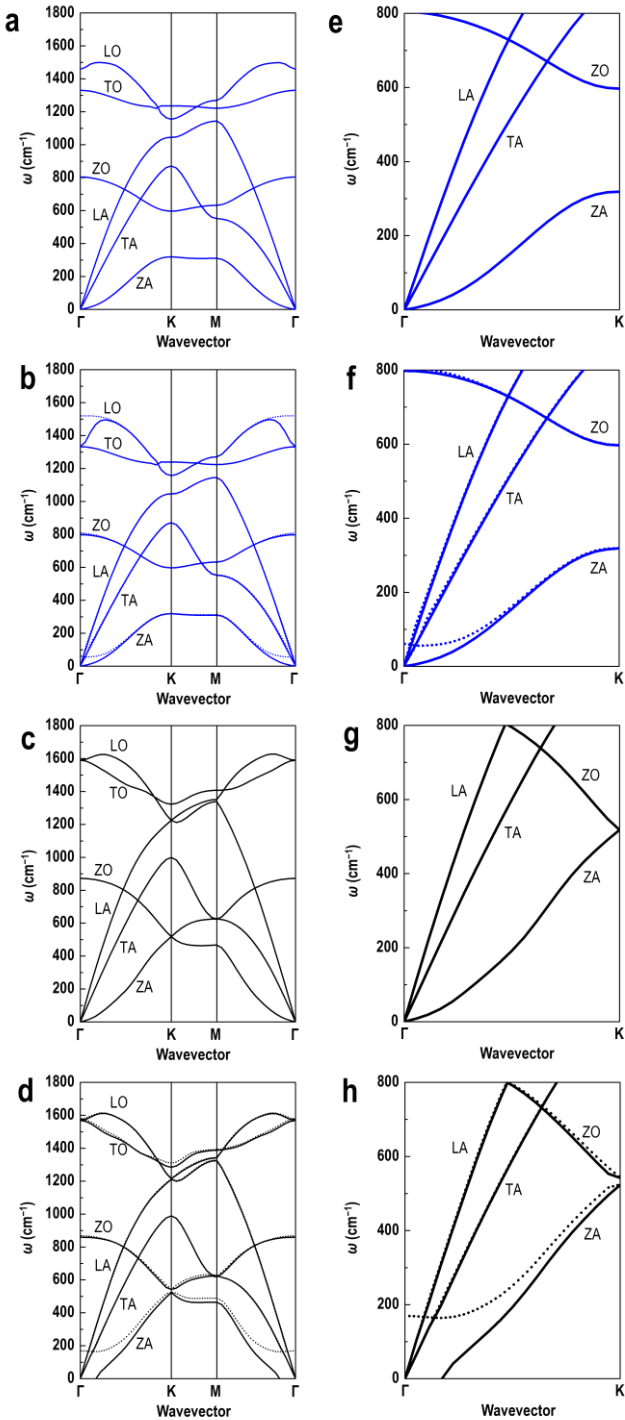 a
1800
1600
1400
1200
1000
800
600
400
200
0
ω (cm⁻¹)
LO
TO
ZO
LA
TA
ZA
Γ K M Γ
Wavevector
e
800
600
400
200
0
ω (cm⁻¹)
LA
ZO
TA
ZA
Γ K
Wavevector
b
1800
1600
1400
1200
1000
800
600
400
200
0
ω (cm⁻¹)
LO
TO
ZO
LA
TA
ZA
Γ K M Γ
Wavevector
f
800
600
400
200
0
ω (cm⁻¹)
LA
ZO
TA
ZA
Γ K
Wavevector
c
1800
1600
1400
1200
1000
800
600
400
200
0
ω (cm⁻¹)
LO
TO
ZO
LA
TA
ZA
Γ K M Γ
Wavevector
g
800
600
400
200
0
ω (cm⁻¹)
LA
ZO
TA
ZA
Γ K
Wavevector
d
1800
1600
1400
1200
1000
800
600
400
200
0
ω (cm⁻¹)
LO
TO
ZO
LA
TA
ZA
Γ K M Γ
Wavevector
h
800
600
400
200
0
ω (cm⁻¹)
LA
ZO
TA
ZA
Γ K
Wavevector